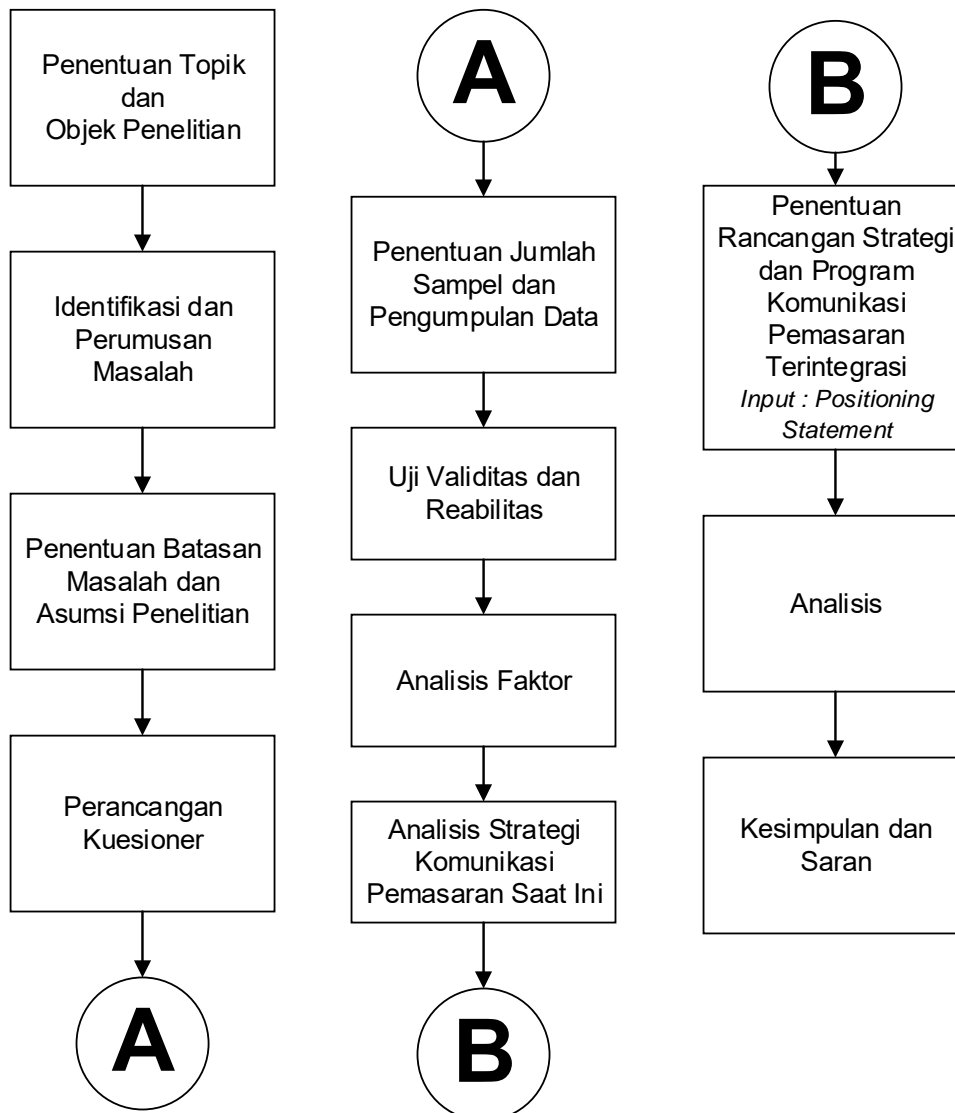 Penentuan Topik
dan
Objek Penelitian
Identifikasi dan
Perumusan
Masalah
Penentuan Batasan
Masalah dan
Asumsi Penelitian
Perancangan
Kuesioner
A
A
Penentuan Jumlah
Sampel dan
Pengumpulan Data
Uji Validitas dan
Reabilitas
Analisis Faktor
Analisis Strategi
Komunikasi
Pemasaran Saat Ini
B
B
Penentuan
Rancangan Strategi
dan Program
Komunikasi
Pemasaran
Terintegrasi
Input : Positioning
Statement
Analisis
Kesimpulan dan
Saran